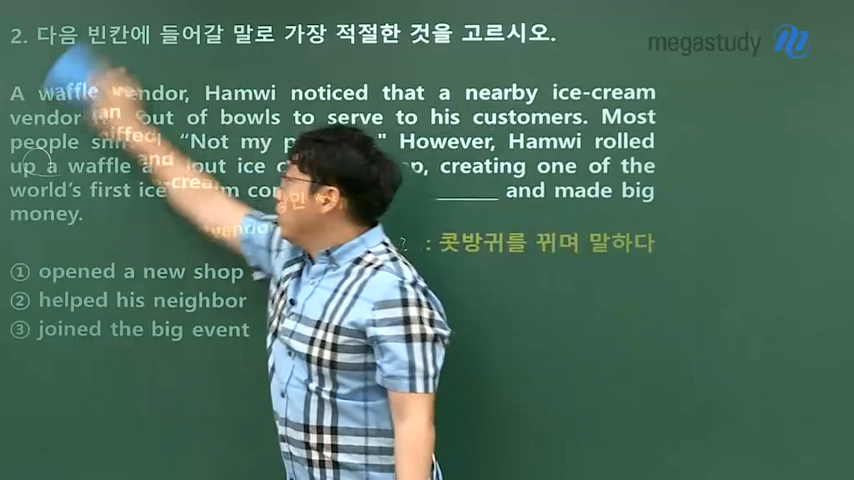 2. 다음 빈칸에 들어갈 말로 가장 적절한 것을 고르시오.
megastudy
A waffle vendor, Hamwi noticed that a nearby ice-cream
vendor ran out of bowls to serve to his customers. Most
people sniffed, "Not my However, Hamwi rolled
up a waffle and put ice creating one of the
world's first ice-cream and made big
money.
: 콧방귀를 뀌며 말하다
① opened a new shop
② helped his neighbor
③ joined the big event